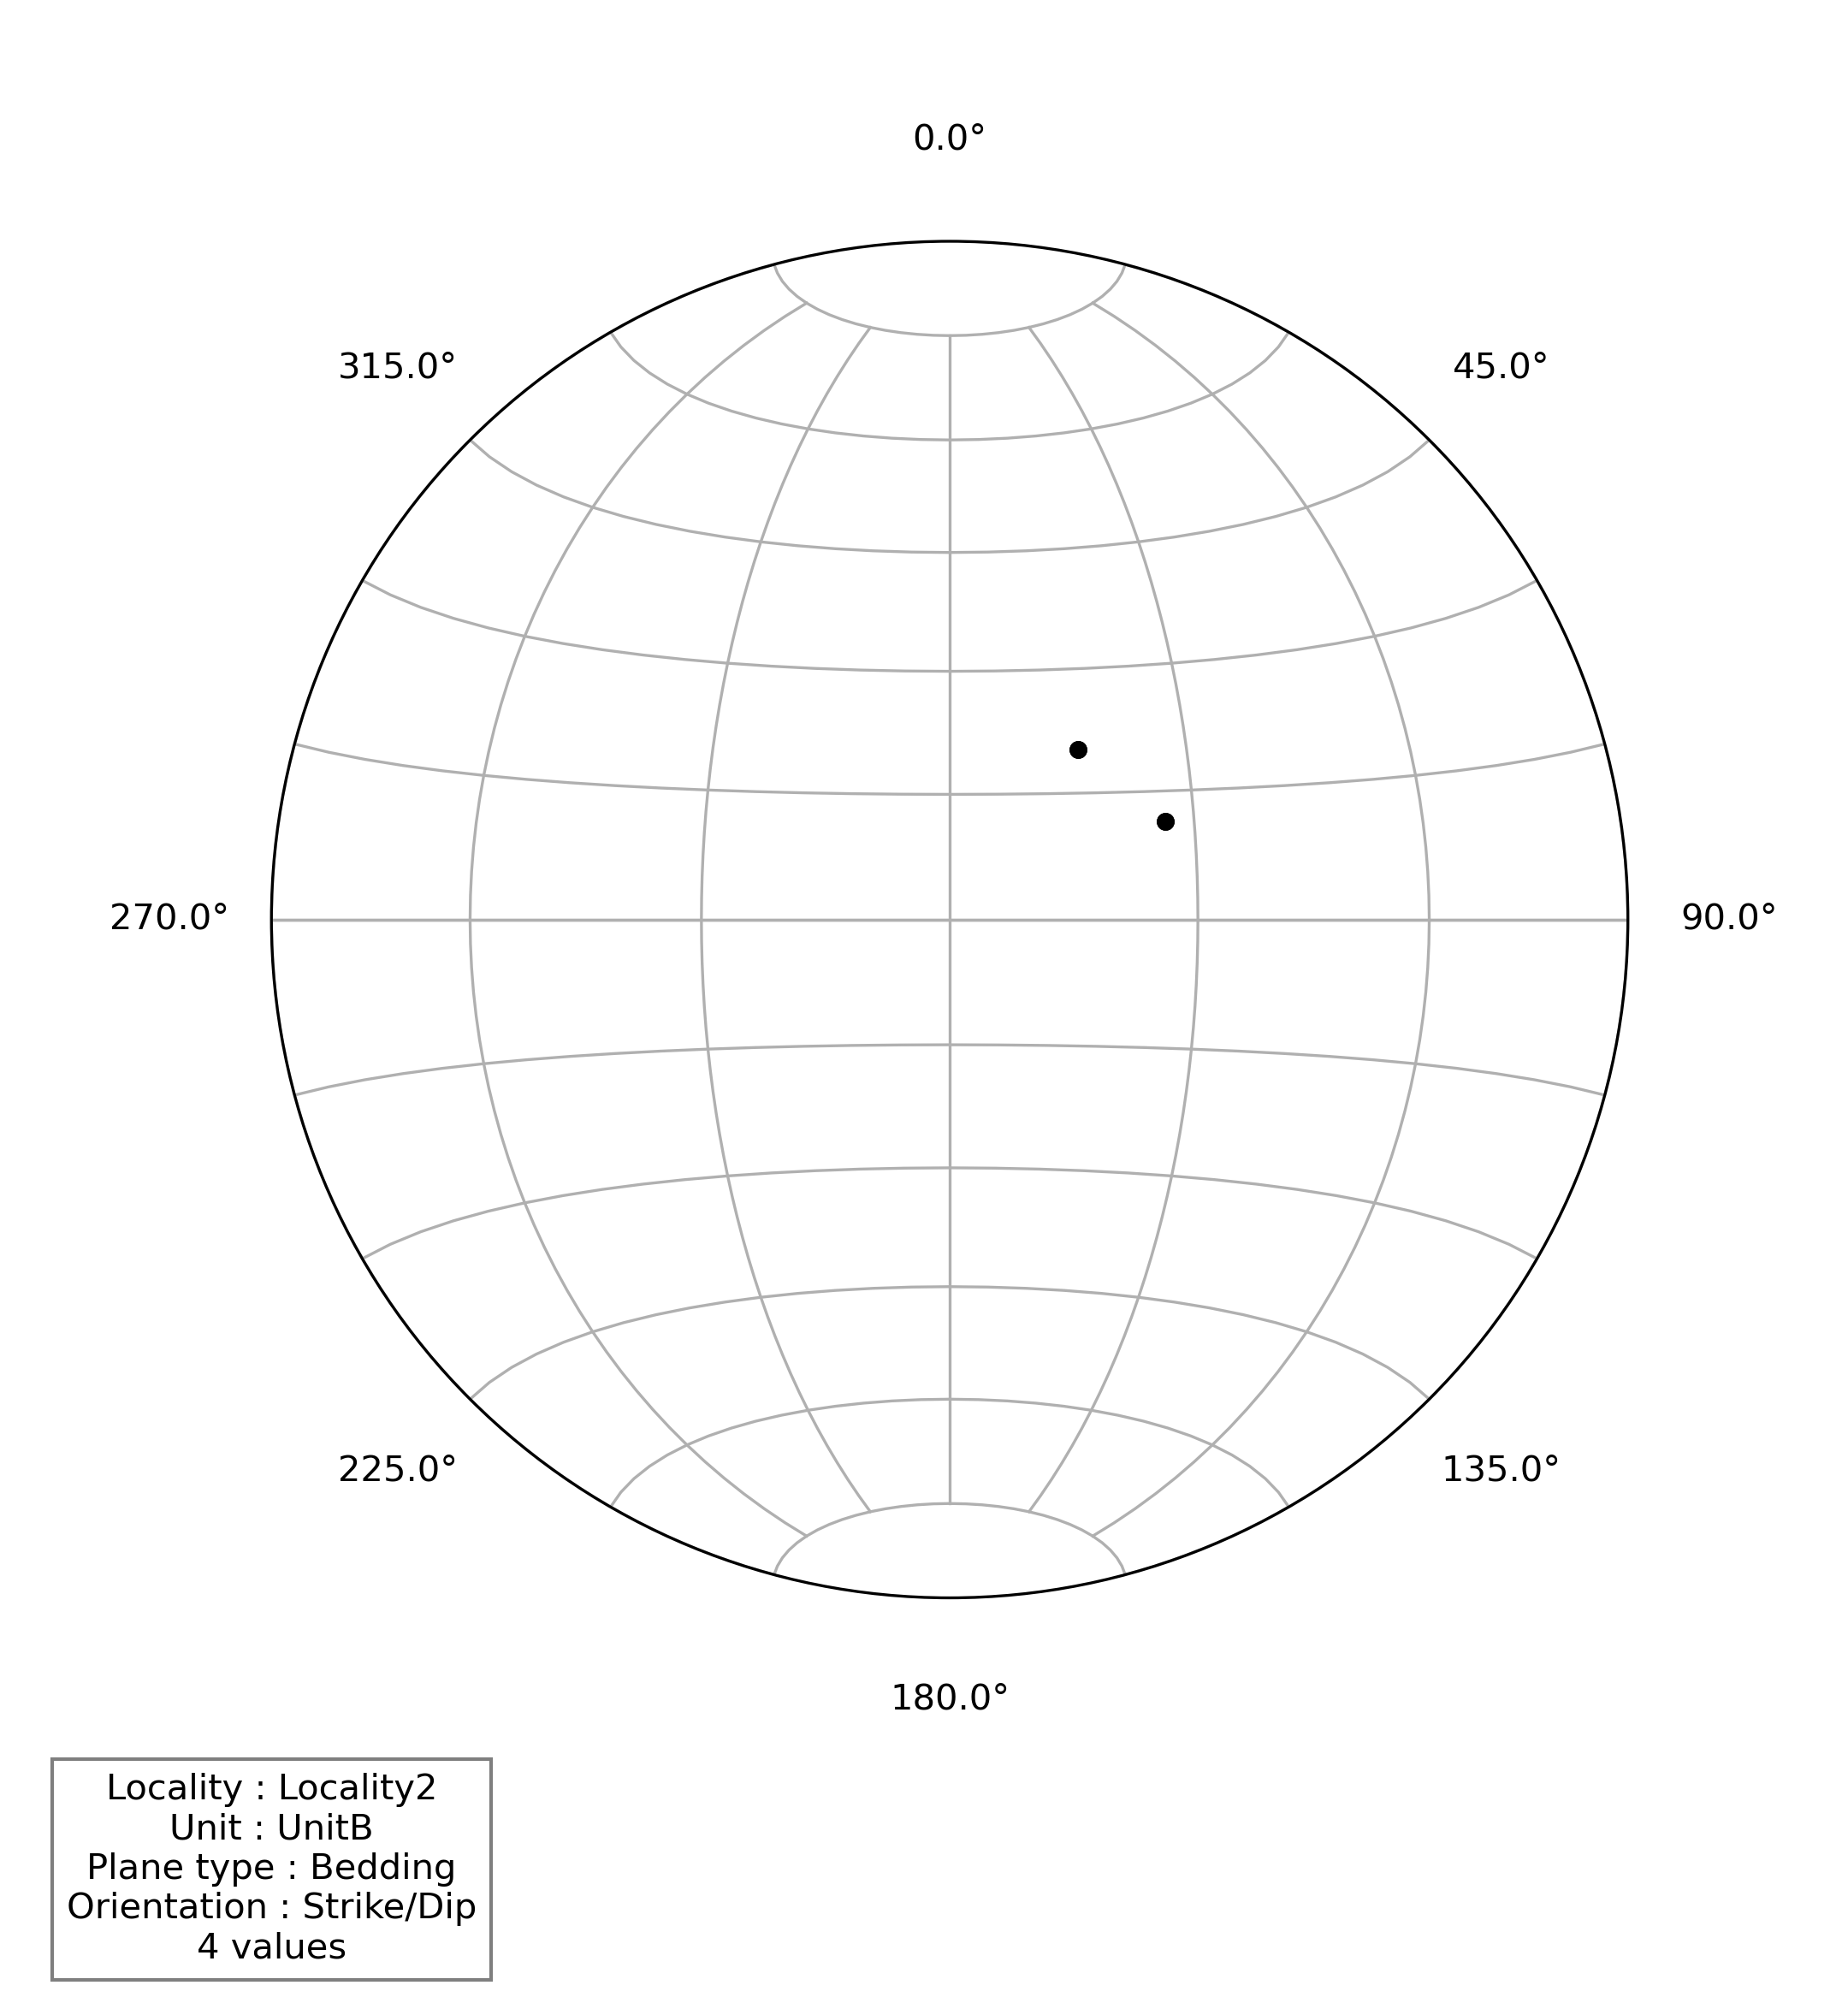 0.0°
315.0°
45.0°
270.0°
90.0°
225.0°
135.0°
180.0°
Locality : Locality2
Unit : UnitB
Plane type : Bedding
Orientation : Strike/Dip
4 values